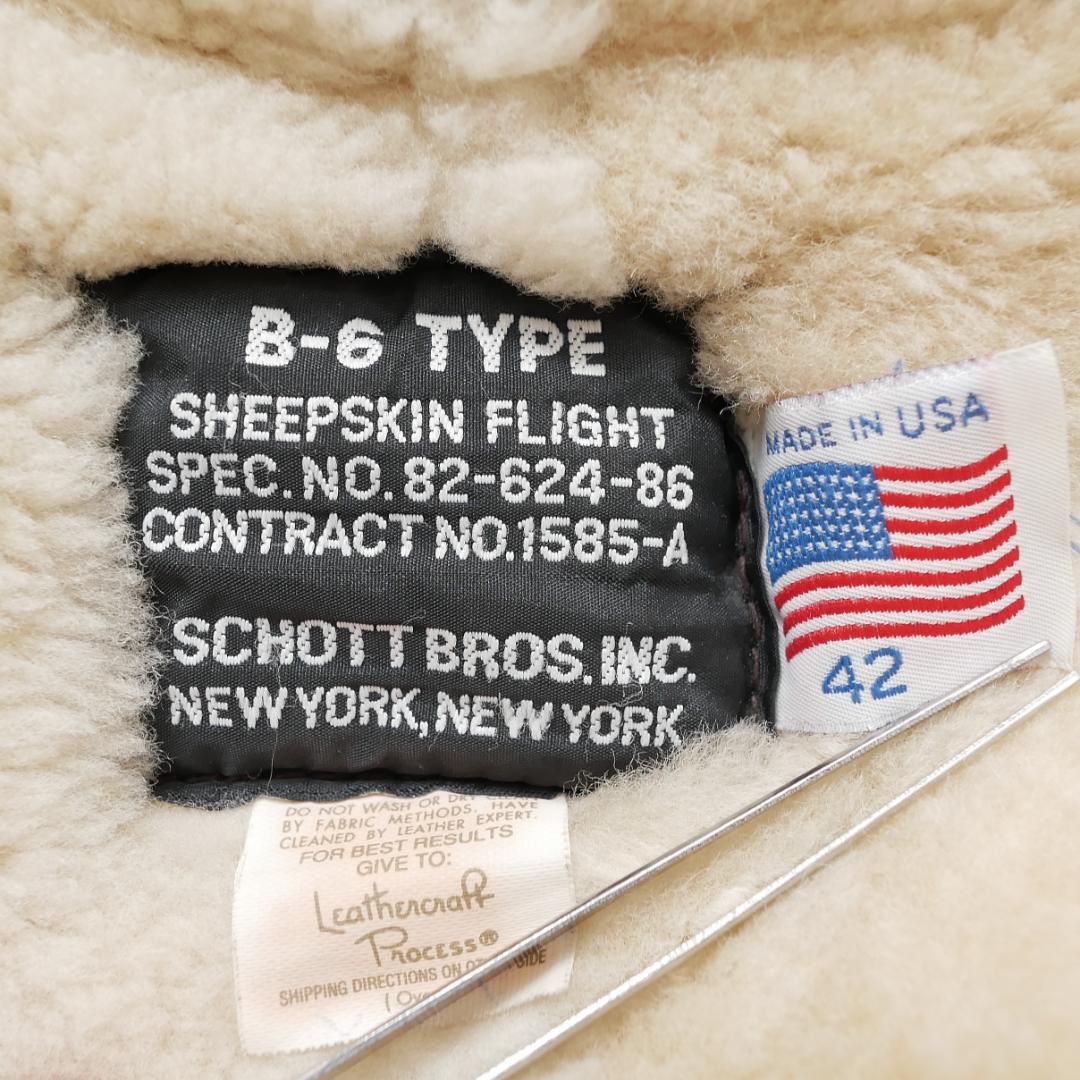 B-6 TYPE
SHEEPSKIN FLIGHT
SPEC. NO. 82-624-86
CONTRACT NO.1585-A
SCHOTT BROS. INC.
NEW YORK, NEW YORK
MADE IN USA
42
DO NOT WASH OR DRY
BY FABRIC METHODS. HAVE
CLEANED BY LEATHER EXPERT.
FOR BEST RESULTS
GIVE TO:
Leathercraft
Process®
SHIPPING DIRECTIONS ON